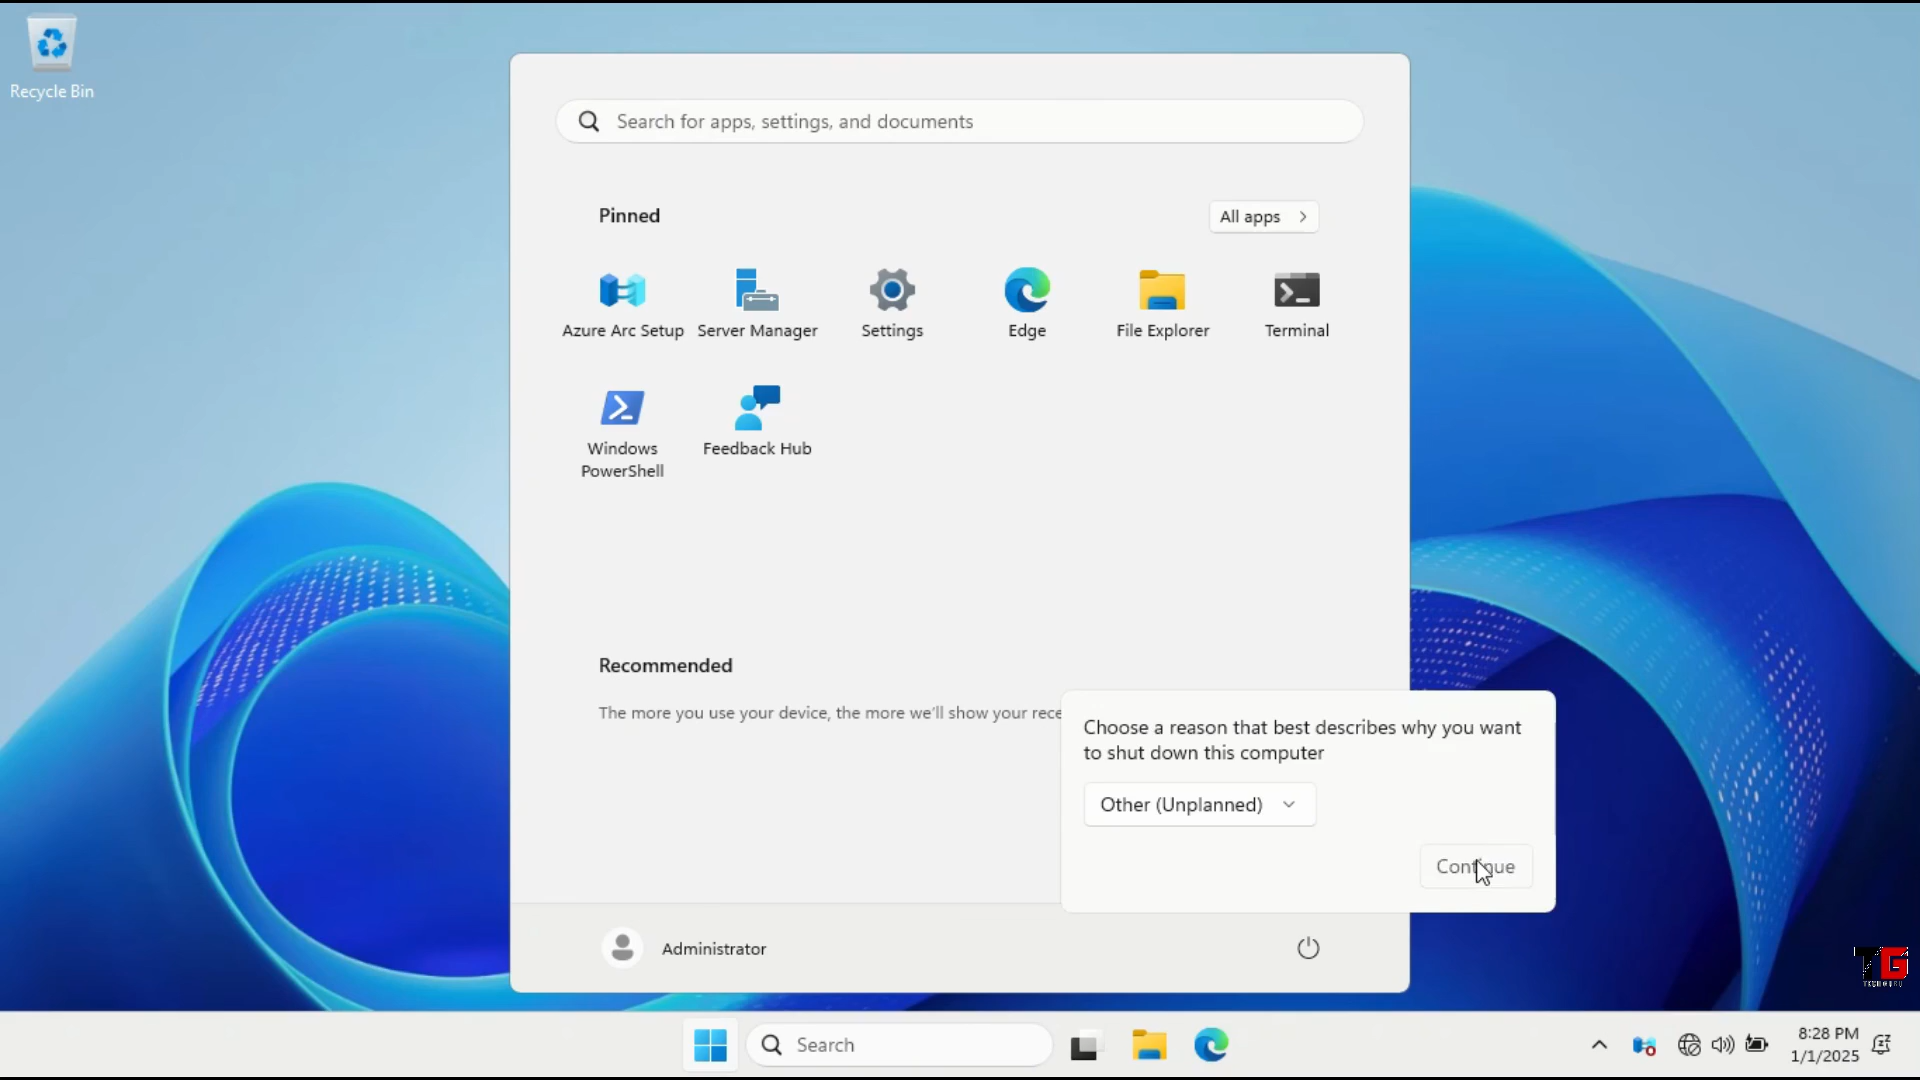 Recycle Bin
Search for apps, settings, and documents
Pinned
All apps
Azure Arc Setup
Server Manager
Settings
Edge
File Explorer
Terminal
Windows
PowerShell
Feedback Hub
Recommended
The more you use your device, the more we'll show your rece
Choose a reason that best describes why you want
to shut down this computer
Other (Unplanned)
Continue
Administrator
TG
Search
8:28 PM
1/1/2025